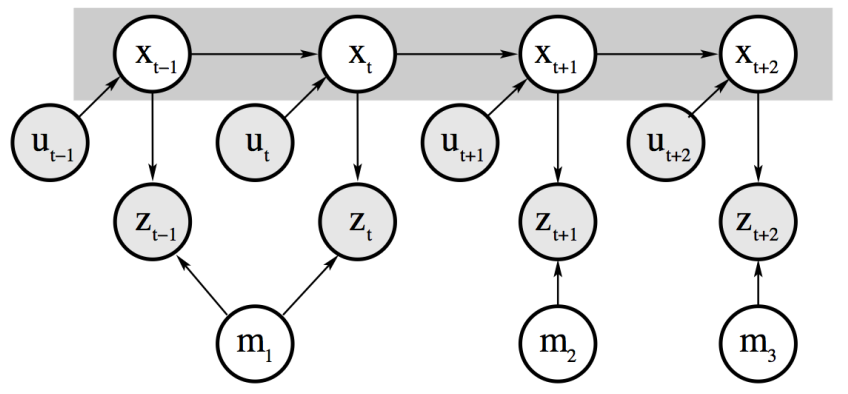 x_{t–1} x_t x_{t+1} x_{t+2}
u_{t–1} u_t u_{t+1} u_{t+2}
z_{t–1} z_t z_{t+1} z_{t+2}
m_1 m_2 m_3